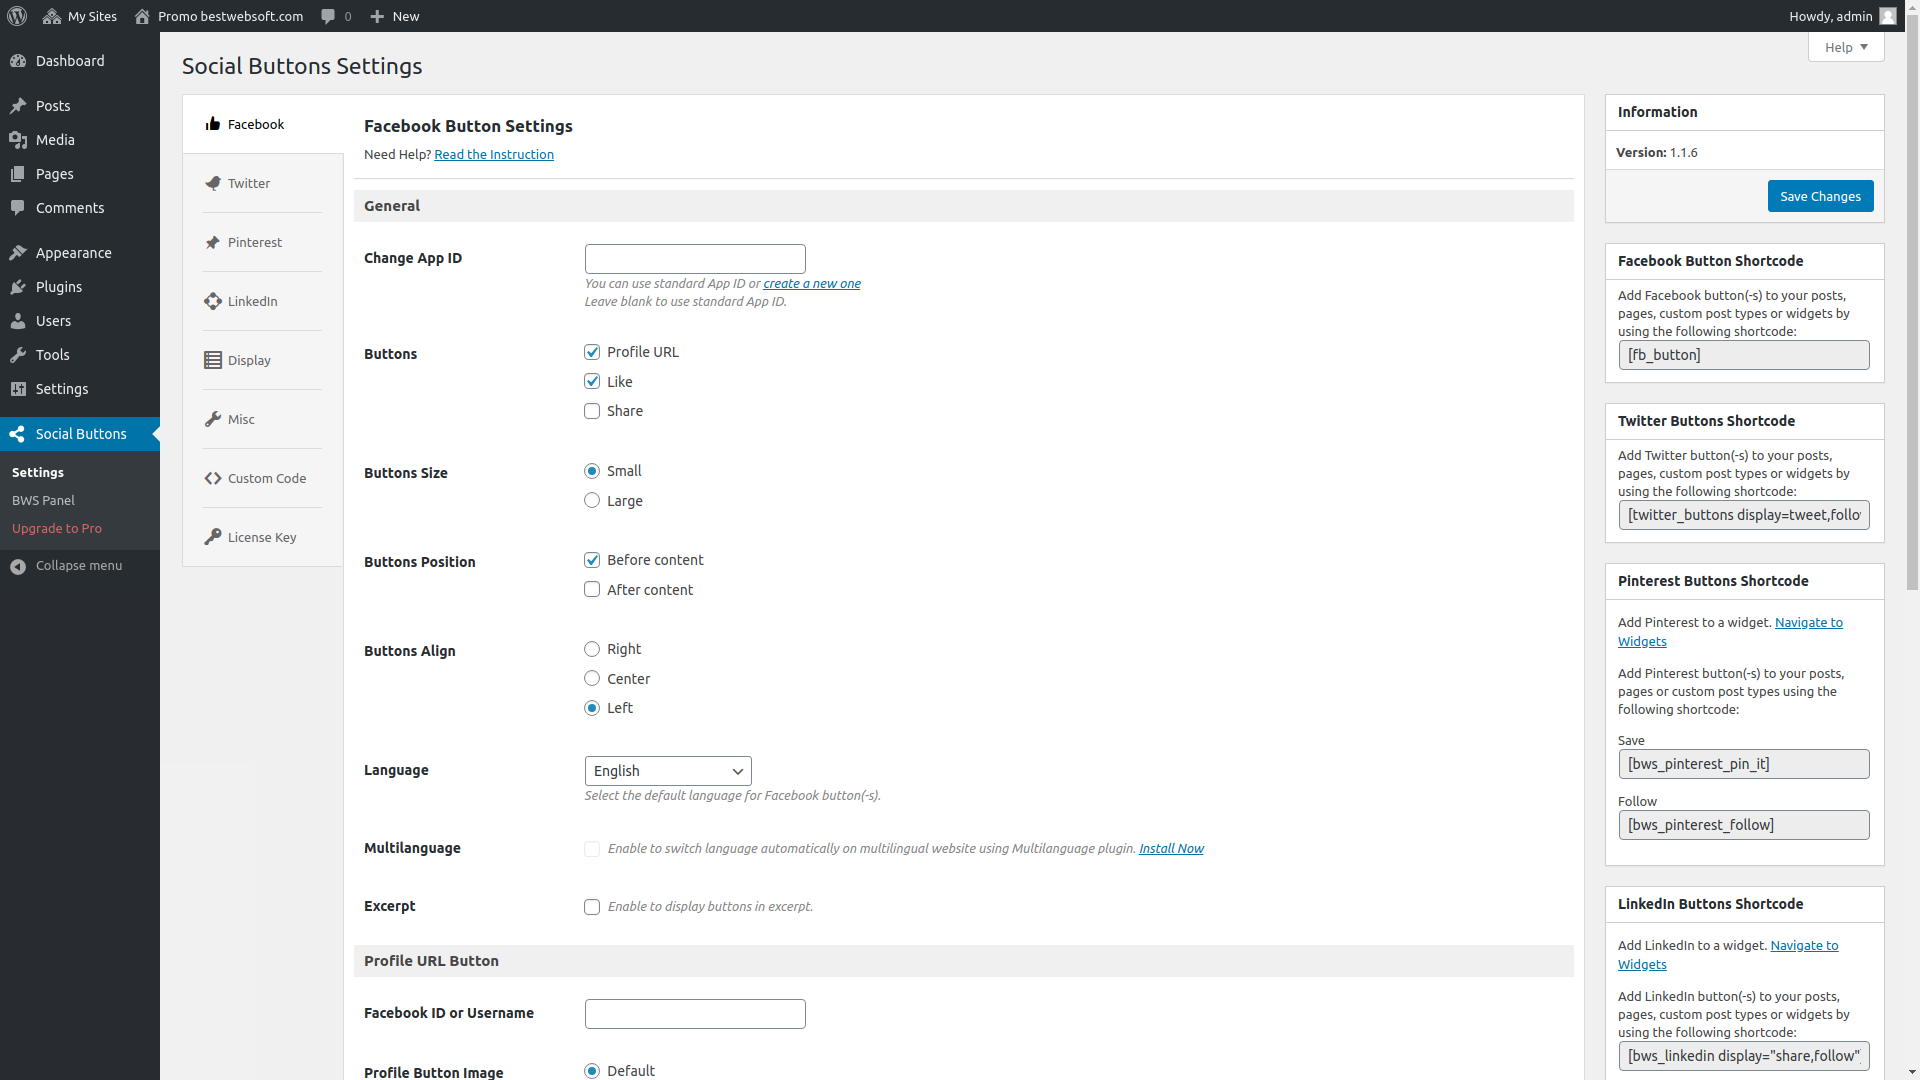 My Sites
Promo bestwebsoft.com
0
New
Howdy, admin
Help
Dashboard
Posts
Media
Pages
Comments
Appearance
Plugins
Users
Tools
Settings
Social Buttons
Settings
BWS Panel
Upgrade to Pro
Collapse menu
Social Buttons Settings
Facebook
Twitter
Pinterest
LinkedIn
Display
Misc
Custom Code
License Key
Facebook Button Settings
Need Help? Read the Instruction
General
Change App ID
You can use standard App ID or create a new one
Leave blank to use standard App ID.
Buttons
Profile URL
Like
Share
Buttons Size
Small
Large
Buttons Position
Before content
After content
Buttons Align
Right
Center
Left
Language
English
Select the default language for Facebook button(-s).
Multilanguage
Enable to switch language automatically on multilingual website using Multilanguage plugin. Install Now
Excerpt
Enable to display buttons in excerpt.
Profile URL Button
Facebook ID or Username
Profile Button Image
Default
Information
Version: 1.1.6
Save Changes
Facebook Button Shortcode
Add Facebook button(-s) to your posts,
pages, custom post types or widgets by
using the following shortcode:
[fb_button]
Twitter Buttons Shortcode
Add Twitter button(-s) to your posts,
pages, custom post types or widgets by
using the following shortcode:
[twitter_buttons display=tweet,follo
Pinterest Buttons Shortcode
Add Pinterest to a widget. Navigate to
Widgets
Add Pinterest button(-s) to your posts,
pages or custom post types using the
following shortcode:
Save
[bws_pinterest_pin_it]
Follow
[bws_pinterest_follow]
LinkedIn Buttons Shortcode
Add LinkedIn to a widget. Navigate to
Widgets
Add LinkedIn button(-s) to your posts,
pages, custom post types or widgets by
using the following shortcode:
[bws_linkedin display="share,follow"